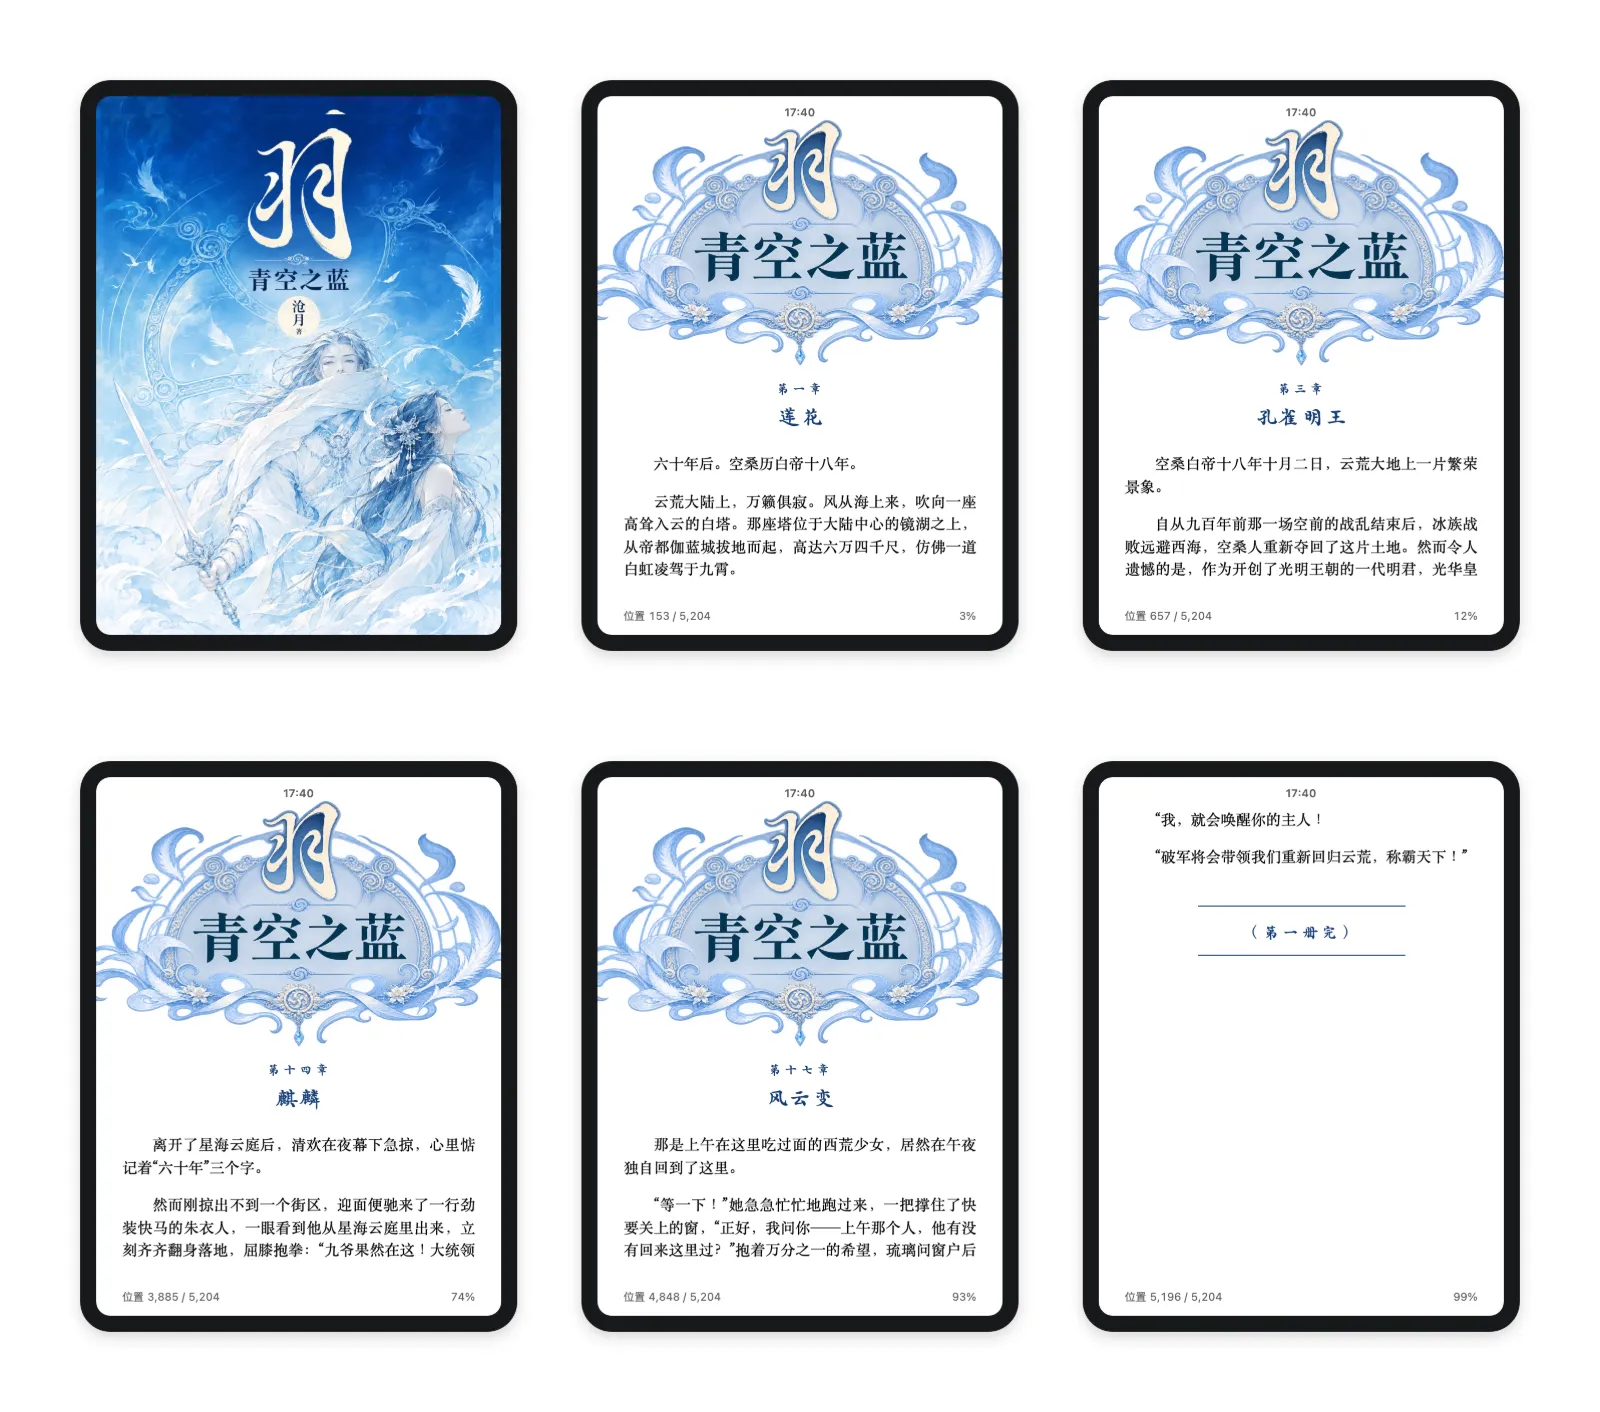 羽
青空之蓝
沧月
著
17:40
羽
青空之蓝
第一章
莲花
六十年后。空桑历白帝十八年。
云荒大陆上，万籁俱寂。风从海上来，吹向一座
高耸入云的白塔。那座塔位于大陆中心的镜湖之上，
从帝都伽蓝城拔地而起，高达六万四千尺，仿佛一道
白虹凌驾于九霄。
位置 153 / 5,204
3%
17:40
羽
青空之蓝
第三章
孔雀明王
空桑白帝十八年十月二日，云荒大地上一片繁荣
景象。
自从九百年前那一场空前的战乱结束后，冰族战
败远避西海，空桑人重新夺回了这片土地。然而令人
遗憾的是，作为开创了光明王朝的一代明君，光华皇
位置 657 / 5,204
12%
17:40
羽
青空之蓝
第十四章
麒麟
离开了星海云庭后，清欢在夜幕下急掠，心里惦
记着“六十年”三个字。
然而刚掠出不到一个街区，迎面便驰来了一行劲
装快马的朱衣人，一眼看到他从星海云庭里出来，立
刻齐齐翻身落地，屈膝抱拳：“九爷果然在这！大统领
位置 3,885 / 5,204
74%
17:40
羽
青空之蓝
第十七章
风云变
那是上午在这里吃过面的西荒少女，居然在午夜
独自回到了这里。
“等一下！”她急急忙忙地跑过来，一把撑住了快
要关上的窗，“正好，我问你——上午那个人，他有没
有回来这里过？”抱着万分之一的希望，琉璃问窗户后
位置 4,848 / 5,204
93%
17:40
“我，就会唤醒你的主人！
“破军将会带领我们重新回归云荒，称霸天下！”
（第一册完）
位置 5,196 / 5,204
99%